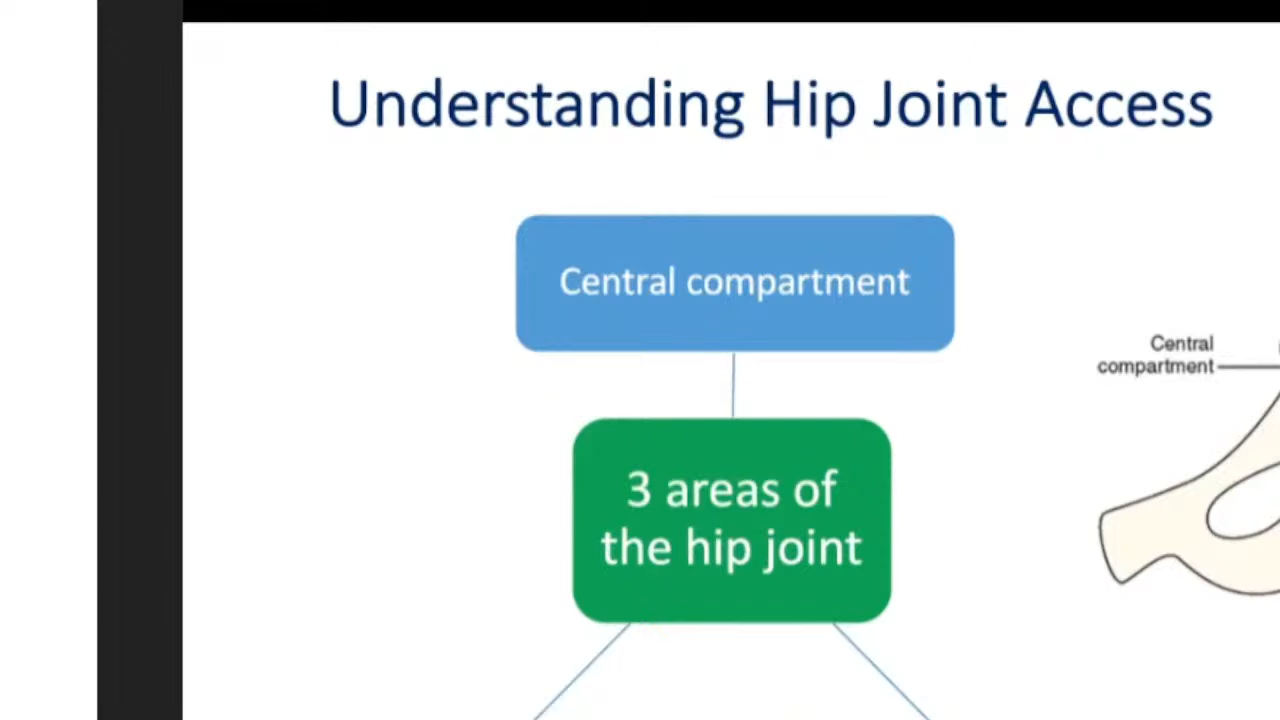 Understanding Hip Joint Access
Central compartment
Central
compartment
3 areas of
the hip joint